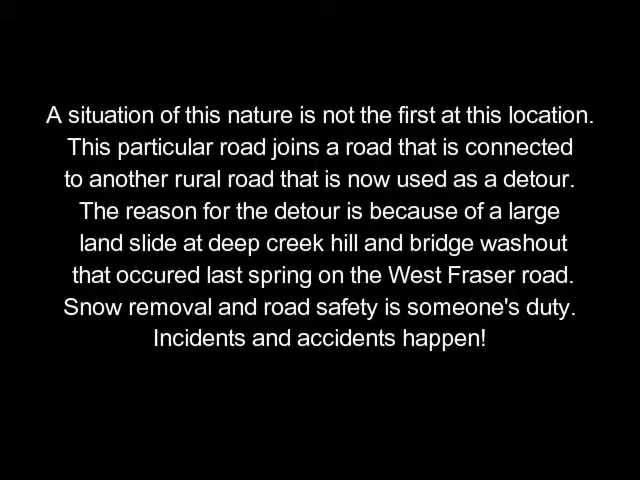 A situation of this nature is not the first at this location.
This particular road joins a road that is connected
to another rural road that is now used as a detour.
The reason for the detour is because of a large
land slide at deep creek hill and bridge washout
that occured last spring on the West Fraser road.
Snow removal and road safety is someone's duty.
Incidents and accidents happen!